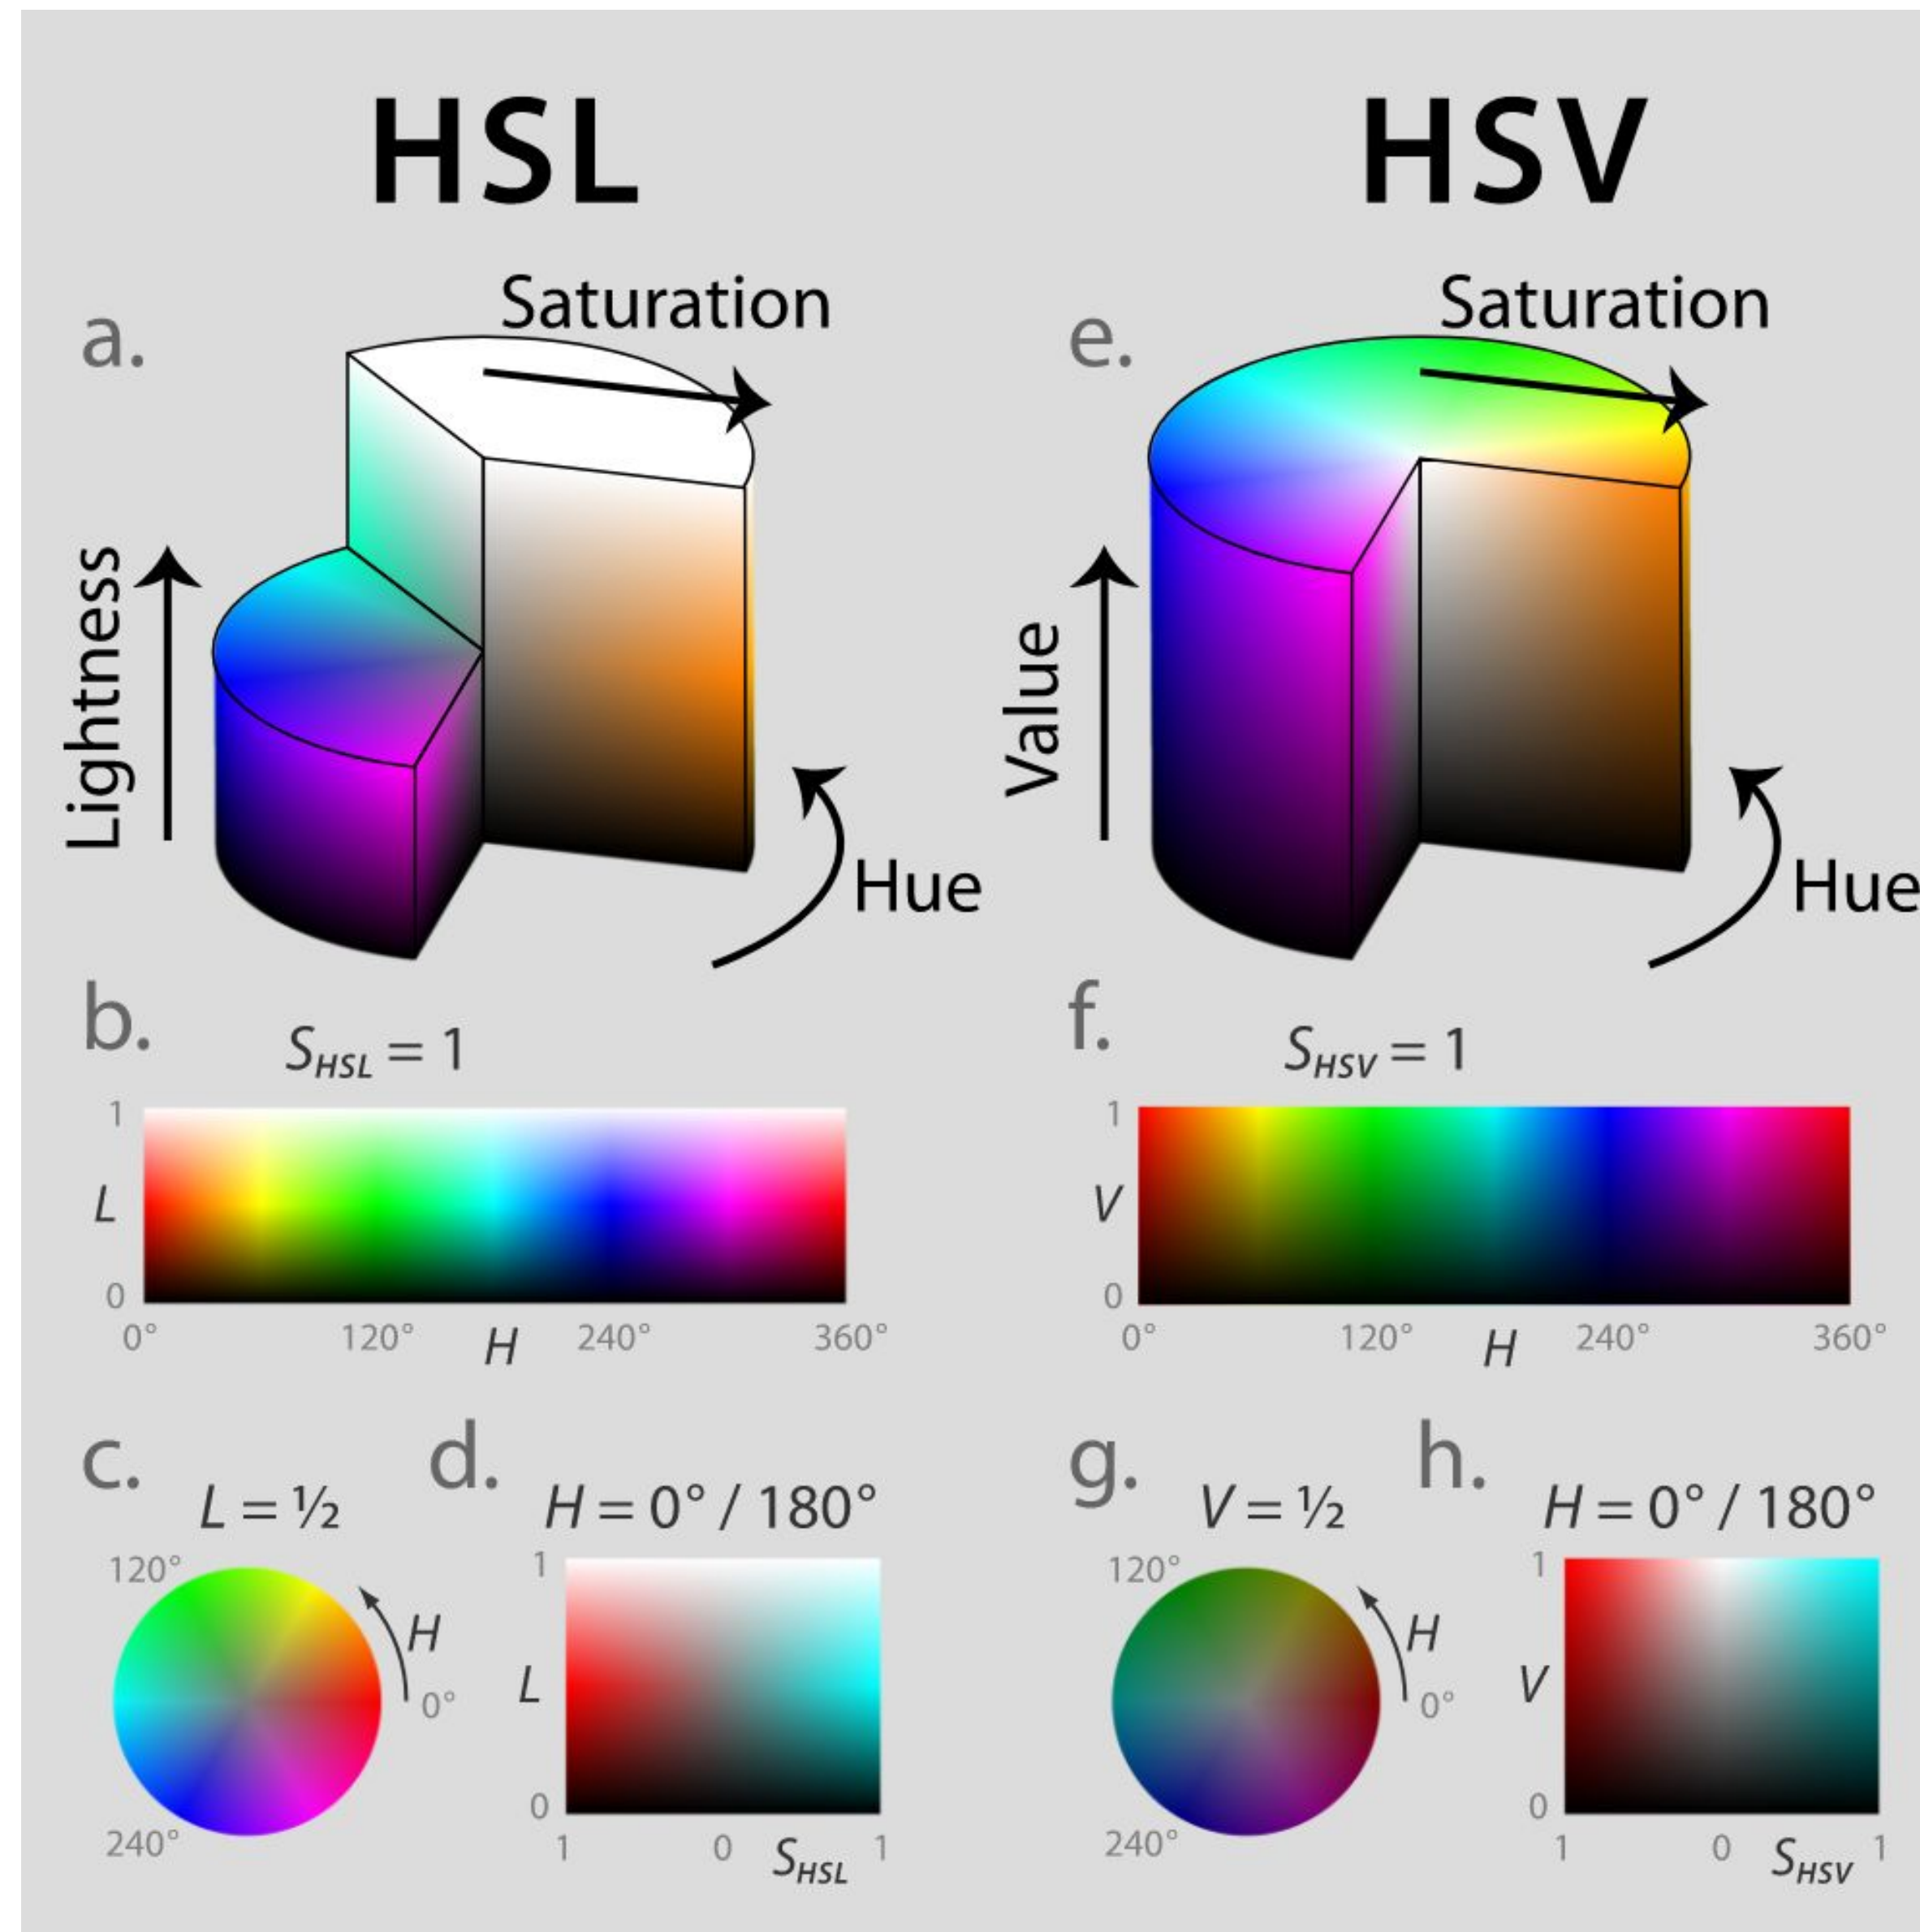 HSL
HSV
a.
Saturation
Lightness
Hue
e.
Saturation
Value
Hue
b.
S_HSL = 1
1
L
0
0°
120°
H
240°
360°
f.
S_HSV = 1
1
V
0
0°
120°
H
240°
360°
c.
L = ½
120°
H
0°
240°
d.
H = 0° / 180°
1
L
0
1
0
S_HSL
1
g.
V = ½
120°
H
0°
240°
h.
H = 0° / 180°
1
V
0
1
0
S_HSV
1